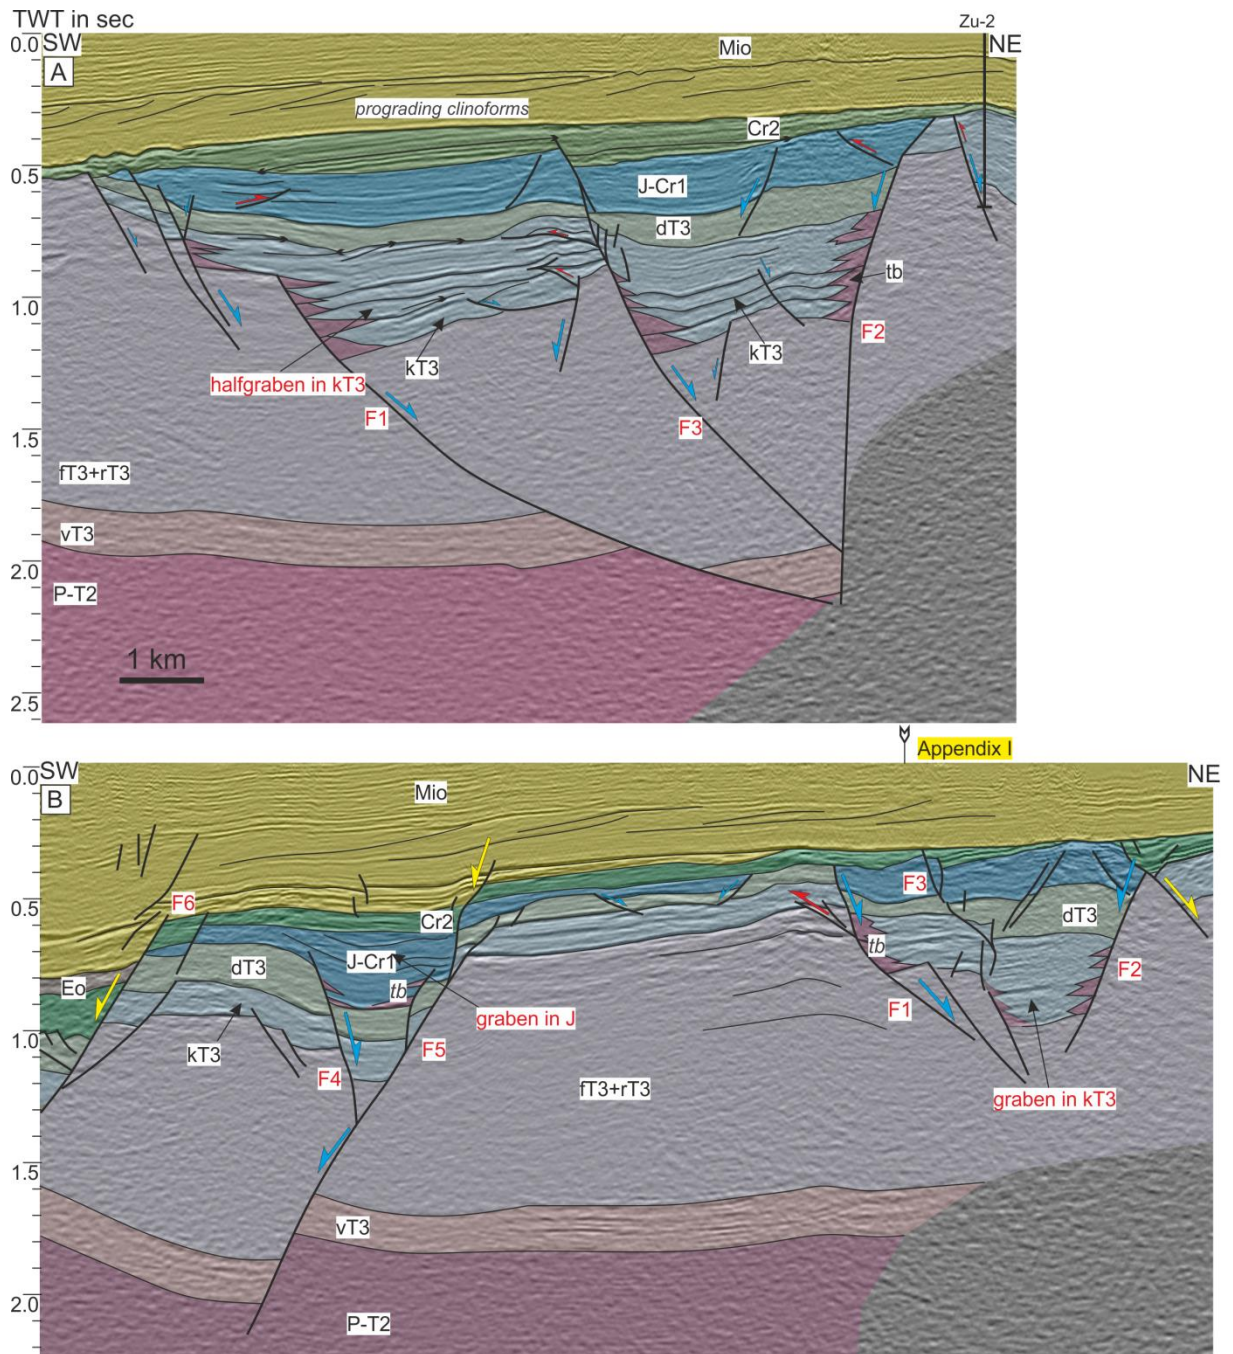 TWT in sec
Zu-2
0.0
SW
NE
A
Mio
prograding clinoforms
Cr2
0.5
J-Cr1
dT3
tb
1.0
F2
kT3
kT3
halfgraben in kT3
F1
F3
1.5
fT3+rT3
vT3
2.0
P-T2
1 km
2.5
Appendix I
0.0
SW
NE
B
Mio
F3
F6
0.5
Cr2
dT3
dT3
J-Cr1
tb
F2
Eo
tb
F1
graben in J
1.0
kT3
F5
F4
fT3+rT3
graben in kT3
1.5
vT3
2.0
P-T2